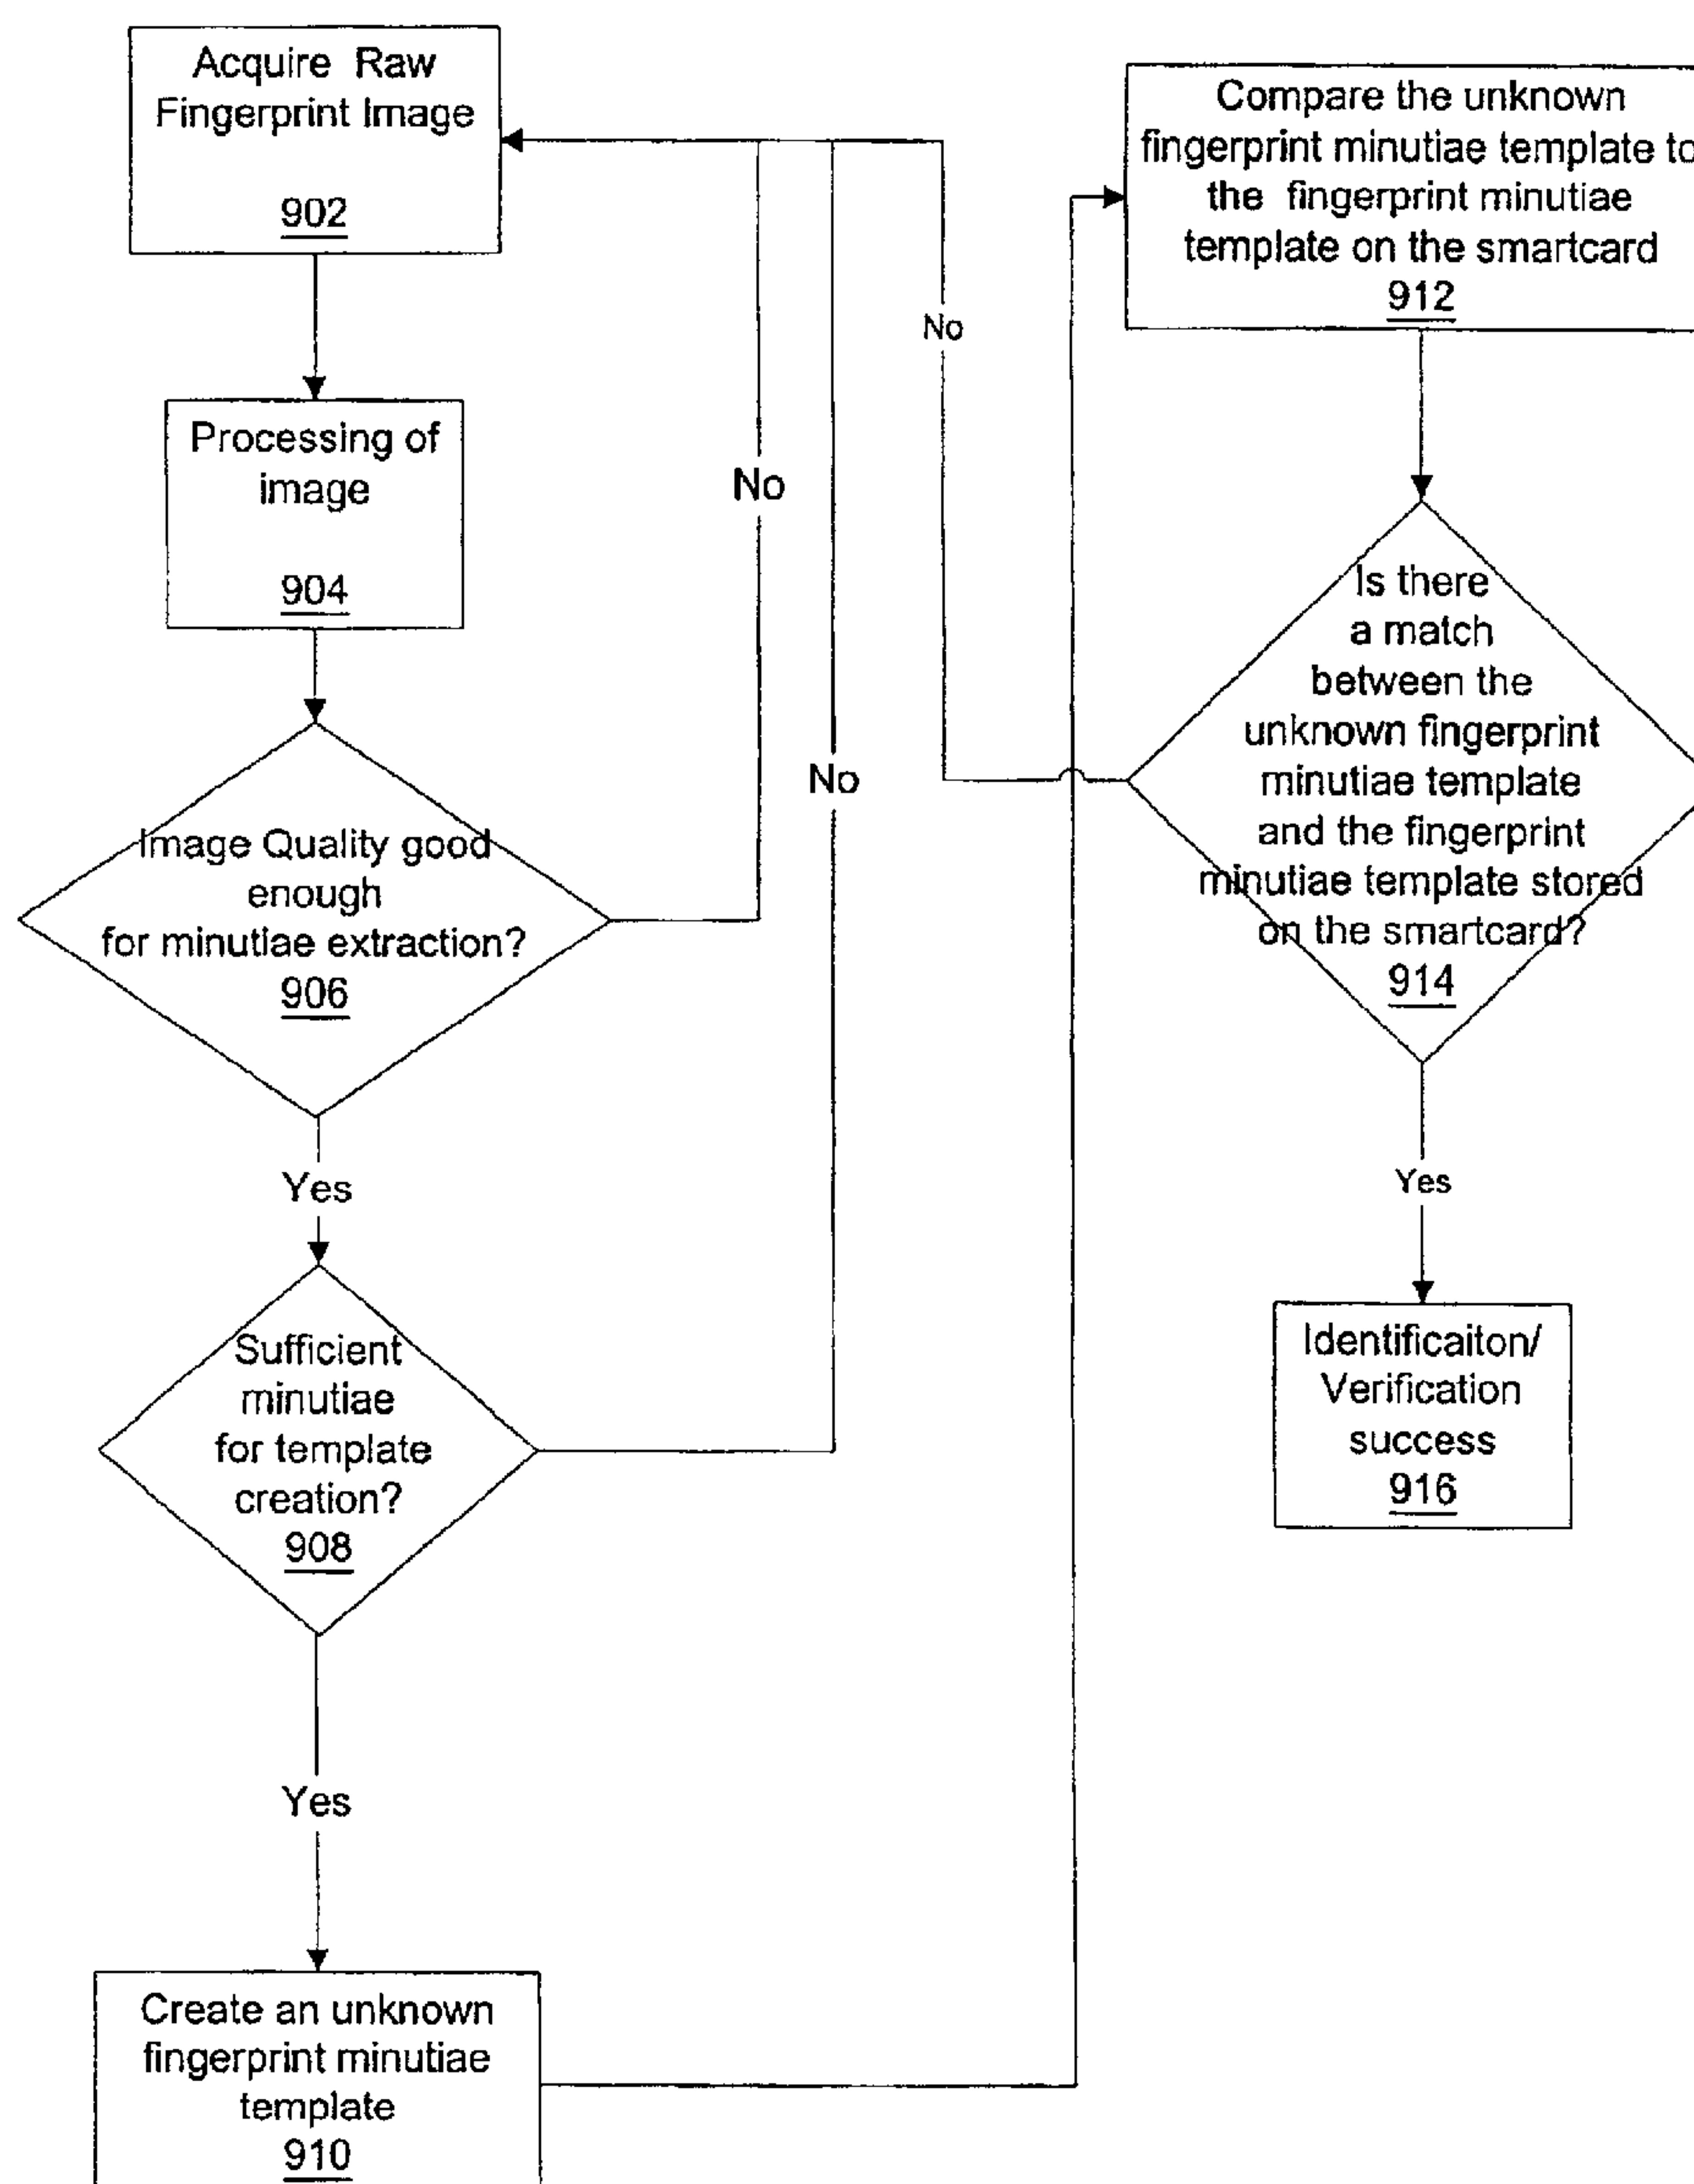 Acquire Raw
Fingerprint Image
902
Processing of
image
904
Image Quality good
enough
for minutiae extraction?
906
No
Yes
Sufficient
minutiae
for template
creation?
908
No
Yes
Create an unknown
fingerprint minutiae
template
910
Compare the unknown
fingerprint minutiae template to
the fingerprint minutiae
template on the smartcard
912
Is there
a match
between the
unknown fingerprint
minutiae template
and the fingerprint
minutiae template stored
on the smartcard?
914
No
Yes
Identificaiton/
Verification
success
916